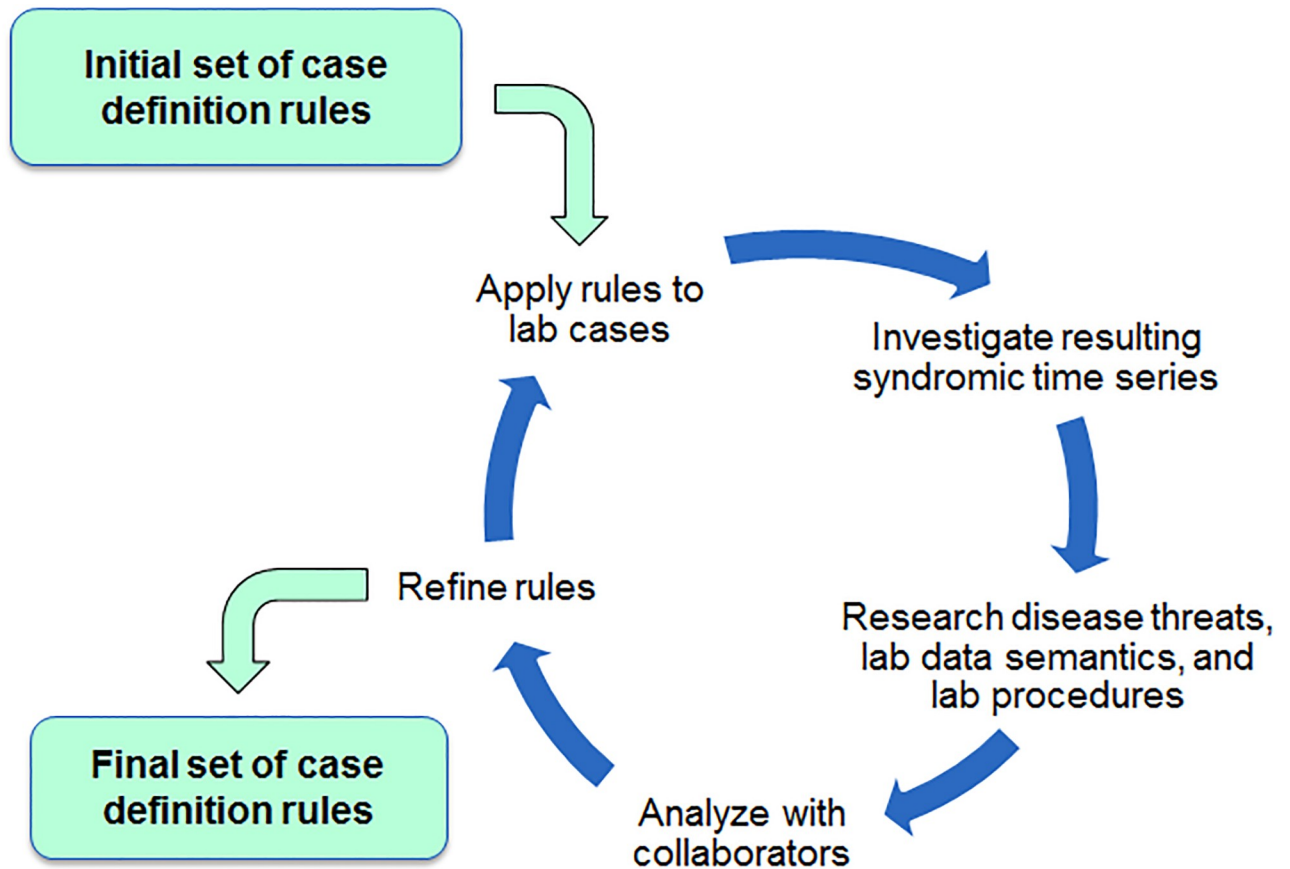 Initial set of case
definition rules
Apply rules to
lab cases
Investigate resulting
syndromic time series
Research disease threats,
lab data semantics, and
lab procedures
Analyze with
collaborators
Refine rules
Final set of case
definition rules